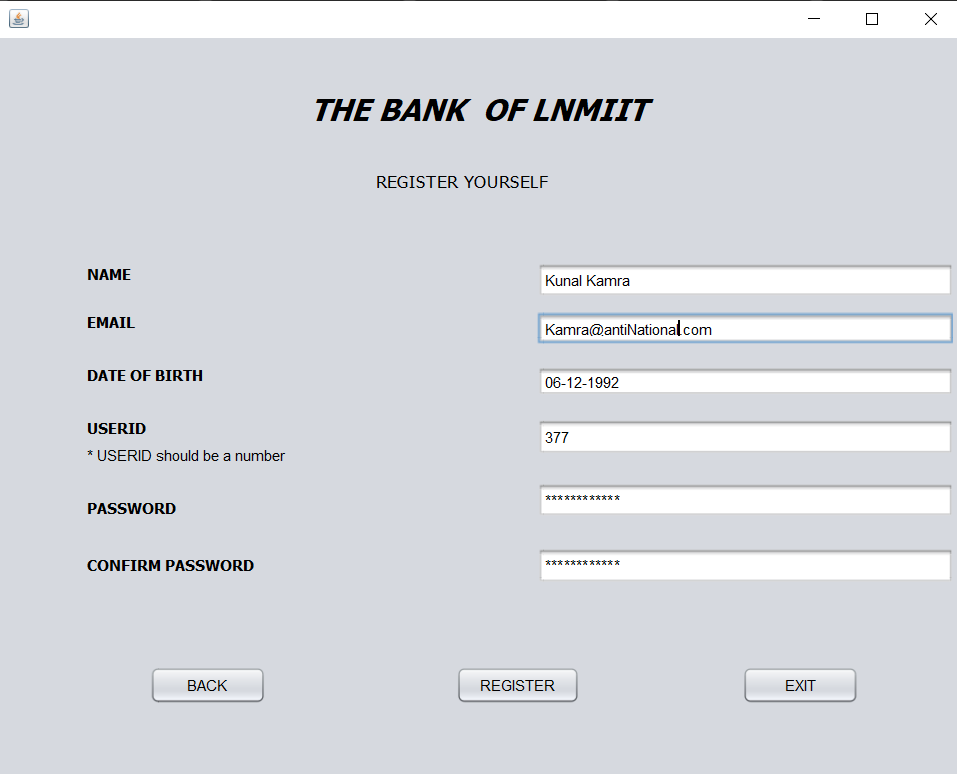 THE BANK OF LNMIIT
REGISTER YOURSELF
NAME Kunal Kamra
EMAIL Kamra@antiNational.com
DATE OF BIRTH 06-12-1992
USERID 377
* USERID should be a number
PASSWORD ************
CONFIRM PASSWORD ************
BACK REGISTER EXIT